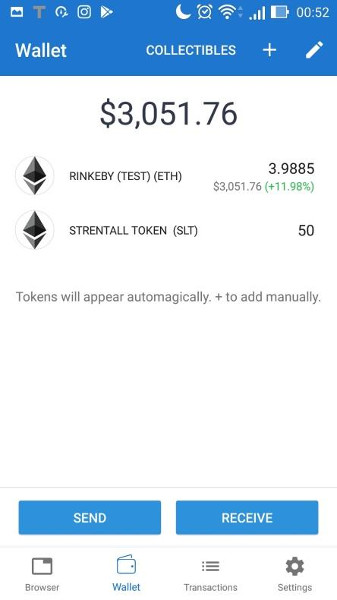 00:52
Wallet COLLECTIBLES +
$3,051.76
RINKEBY (TEST) (ETH) 3.9885
$3,051.76 (+11.98%)
STRENTALL TOKEN (SLT) 50
Tokens will appear automagically. + to add manually.
SEND RECEIVE
Browser Wallet Transactions Settings